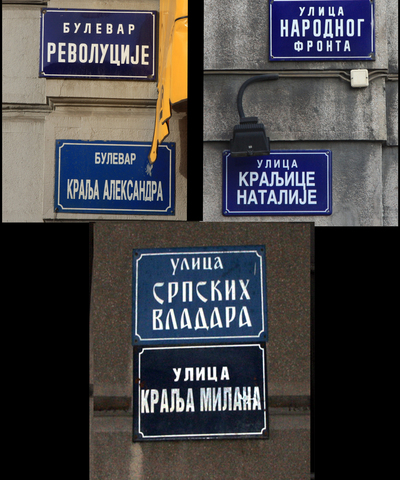 БУЛЕВАР
РЕВОЛУЦИЈЕ
БУЛЕВАР
КРАЉА АЛЕКСАНДРА
УЛИЦА
НАРОДНОГ
ФРОНТА
УЛИЦА
КРАЉИЦЕ
НАТАЛИЈЕ
УЛИЦА
СРПСКИХ
ВЛАДАРА
УЛИЦА
КРАЉА МИЛАНА